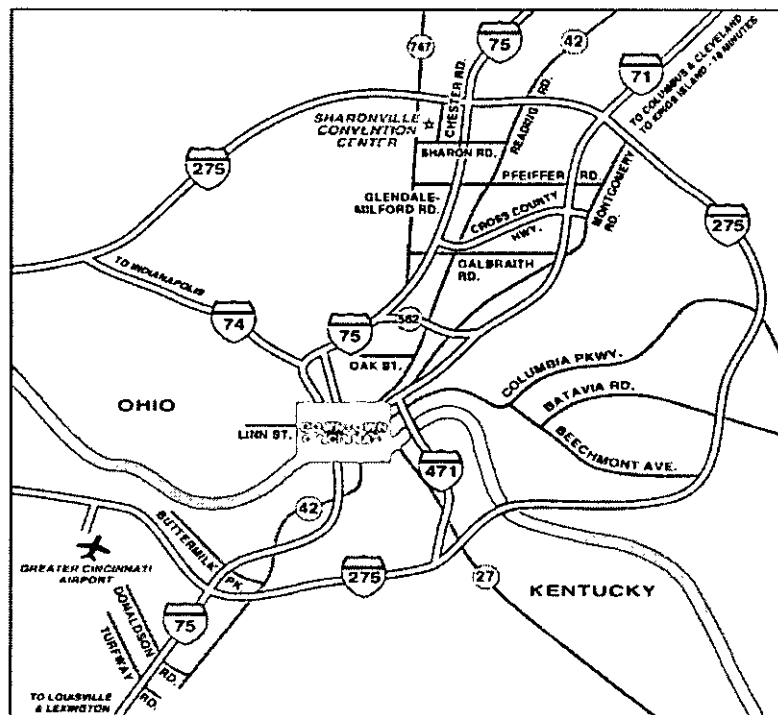 747
75
42
71
TO COLUMBUS & CLEVELAND
TO KINGS ISLAND - 10 MINUTES
CHESTER RD.
READING RD.
SHARONVILLE
CONVENTION
CENTER
SHARON RD.
275
PFEIFFER RD.
GLENDALE-
MILFORD RD.
CROSS COUNTY
HWY.
MONTGOMERY
RD.
275
GALBRAITH
RD.
TO INDIANAPOLIS
74
75
562
OAK ST.
COLUMBIA PKWY.
BATAVIA RD.
BEECHMONT AVE.
OHIO
LINN ST.
DOWNTOWN
CINCINNATI
471
42
BUTTERMILK PK.
GREATER CINCINNATI
AIRPORT
275
27
KENTUCKY
75
DONALDSON
RD.
TURFWAY
RD.
TO LOUISVILLE
& LEXINGTON